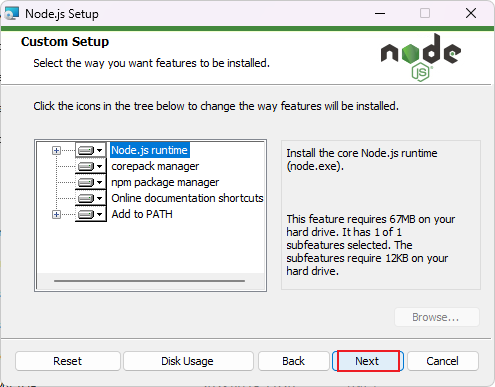 Node.js Setup
Custom Setup
Select the way you want features to be installed.
node
JS
Click the icons in the tree below to change the way features will be installed.
Node.js runtime
corepack manager
npm package manager
Online documentation shortcuts
Add to PATH
Install the core Node.js runtime
(node.exe).
This feature requires 67MB on your
hard drive. It has 1 of 1
subfeatures selected. The
subfeatures require 12KB on your
hard drive.
Browse...
Reset
Disk Usage
Back
Next
Cancel